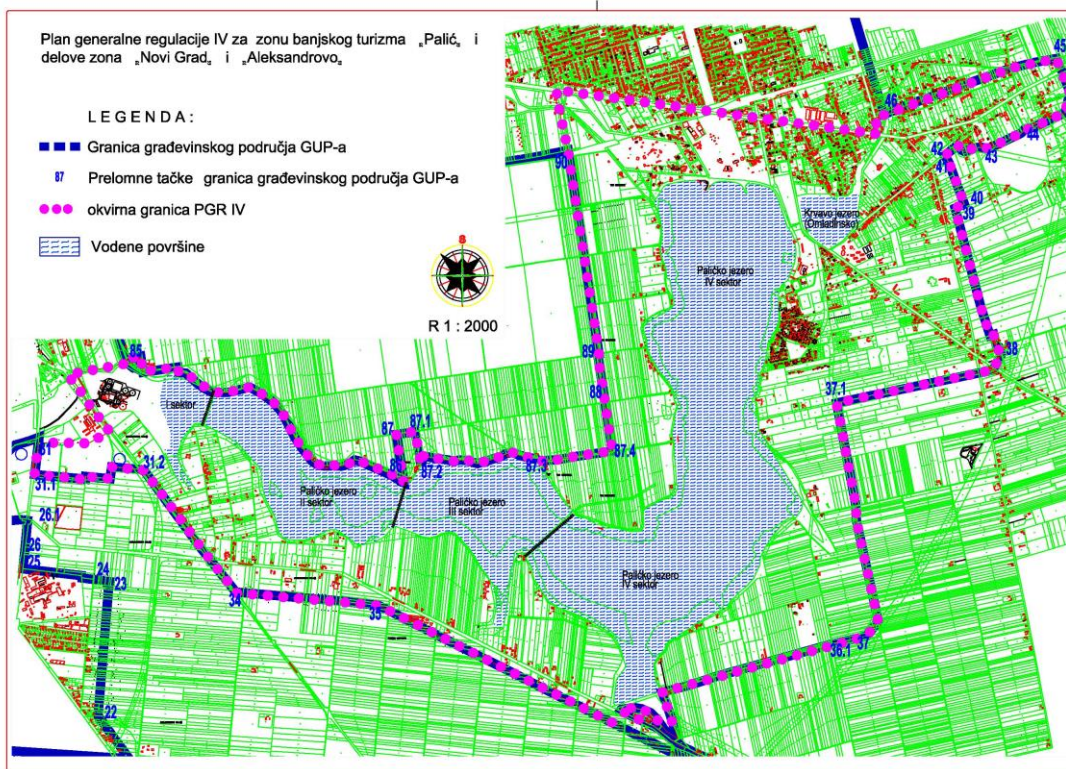 Plan generalne regulacije IV za zonu banjskog turizma „Palić„ i
delove zona „Novi Grad„ i „Aleksandrovo„
LEGENDA:
Granica građevinskog područja GUP-a
87 Prelomne tačke granica građevinskog područja GUP-a
okvirna granica PGR IV
Vodene površine
S
R 1 : 2000
45
46
44
43
42
41
40
39
90
Krvavo jezero
(Omladinsko)
Palićko jezero
IV sektor
38
89
88
37.1
85
I sektor
87
87.1
86
87.2
87.3
87.4
31
31.1
31.2
Palićko jezero
II sektor
Palićko jezero
III sektor
26.1
26
25
24
23
34
35
Palićko jezero
IV sektor
36.1
37
22